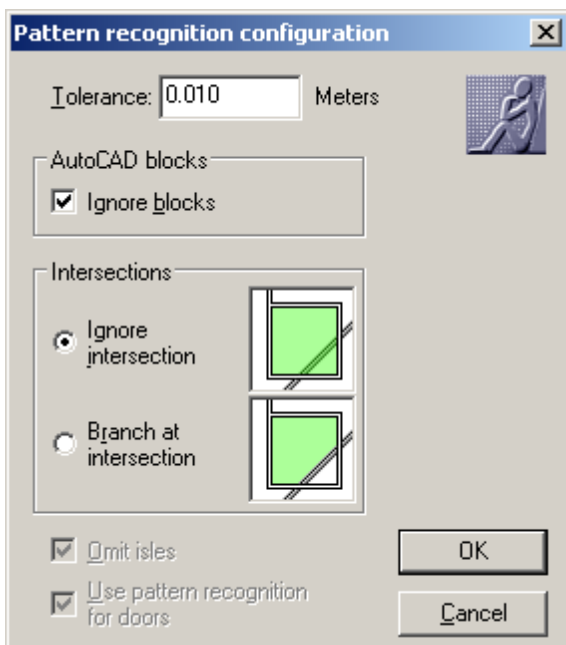 Pattern recognition configuration
Tolerance: 0.010 Meters
AutoCAD blocks
Ignore blocks
Intersections
Ignore
intersection
Branch at
intersection
Omit isles
Use pattern recognition
for doors
OK
Cancel